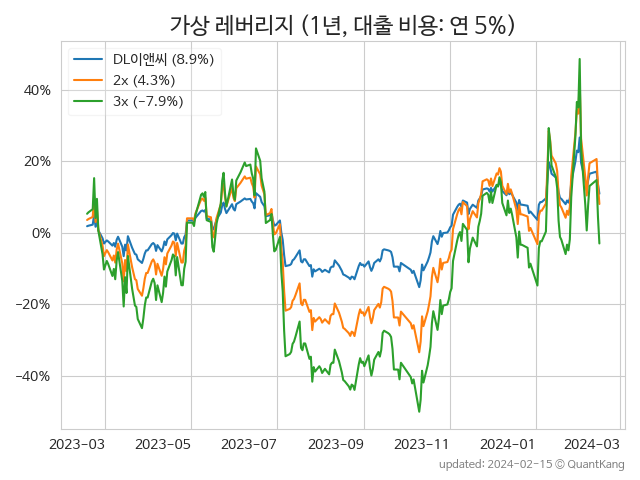 가상 레버리지 (1년, 대출 비용: 연 5%)
DL이앤씨 (8.9%)
2x (4.3%)
3x (−7.9%)
40%
20%
0%
−20%
−40%
2023-03 2023-05 2023-07 2023-09 2023-11 2024-01 2024-03
updated: 2024-02-15 © QuantKang